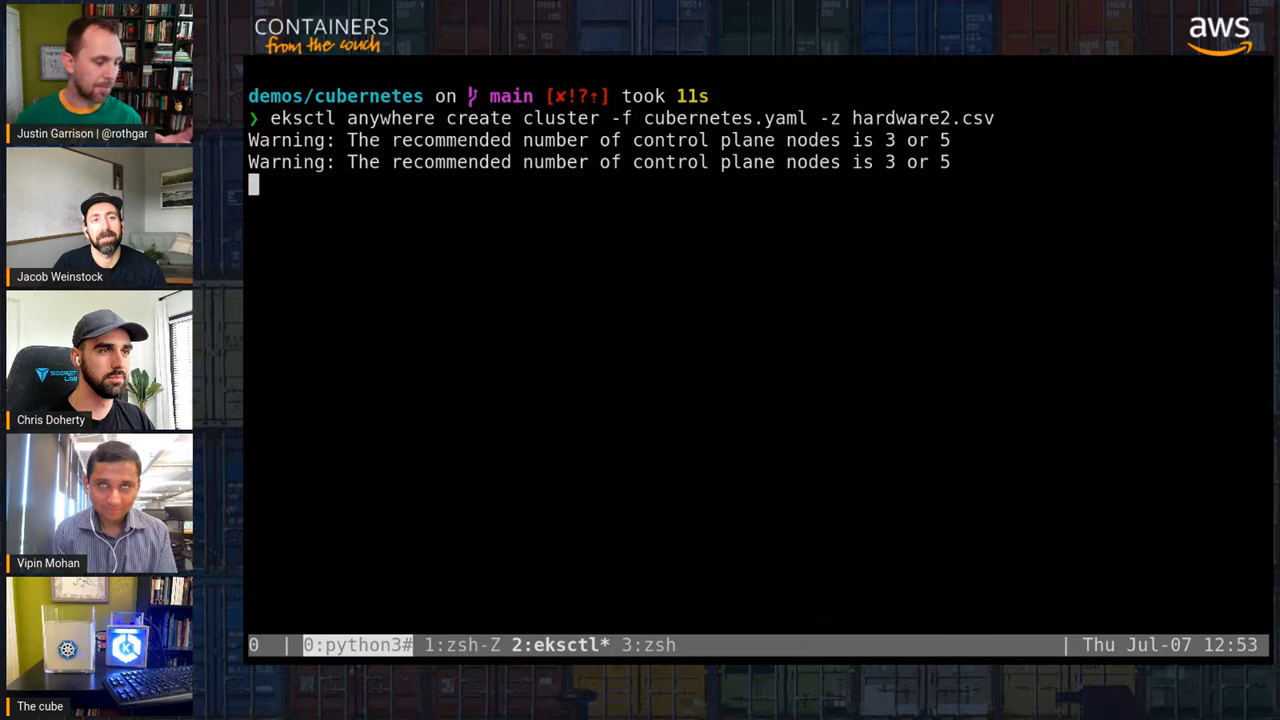 CONTAINERS
from the couch
aws
Justin Garrison | @rothgar
Jacob Weinstock
SECRET
LAB
Chris Doherty
Vipin Mohan
K
The cube
demos/cubernetes on main [✘!?⇡] took 11s
❯ eksctl anywhere create cluster -f cubernetes.yaml -z hardware2.csv
Warning: The recommended number of control plane nodes is 3 or 5
Warning: The recommended number of control plane nodes is 3 or 5
0 | 0:python3# 1:zsh-Z 2:eksctl* 3:zsh | Thu Jul-07 12:53